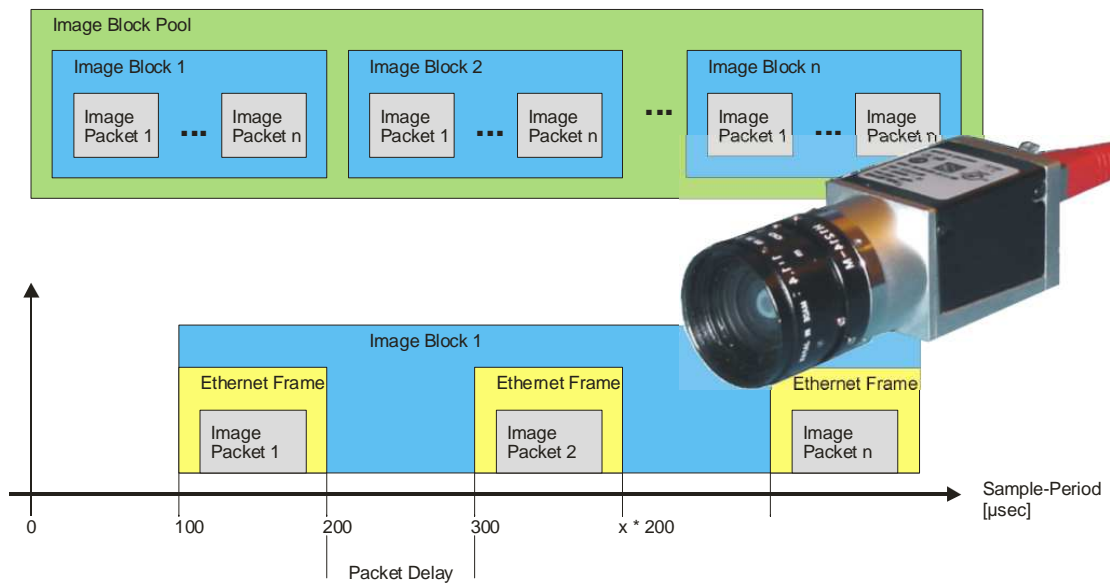 Image Block Pool
Image Block 1
Image Block 2
Image Block n
Image
Packet 1
...
Image
Packet n
Image
Packet 1
...
Image
Packet n
...
Image
Packet 1
...
Image
Packet n
Image Block 1
Ethernet Frame
Ethernet Frame
Ethernet Frame
Image
Packet 1
Image
Packet 2
Image
Packet n
Sample-Period
[µsec]
0
100
200
300
x * 200
Packet Delay